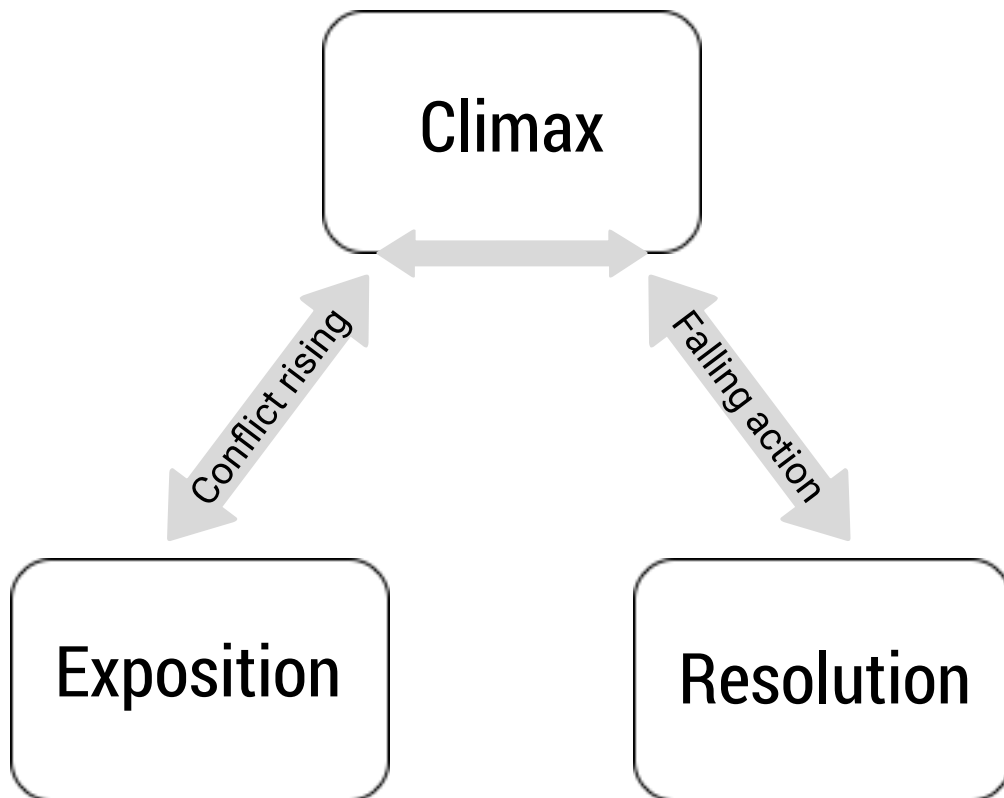 Climax
Conflict rising
Falling action
Exposition
Resolution